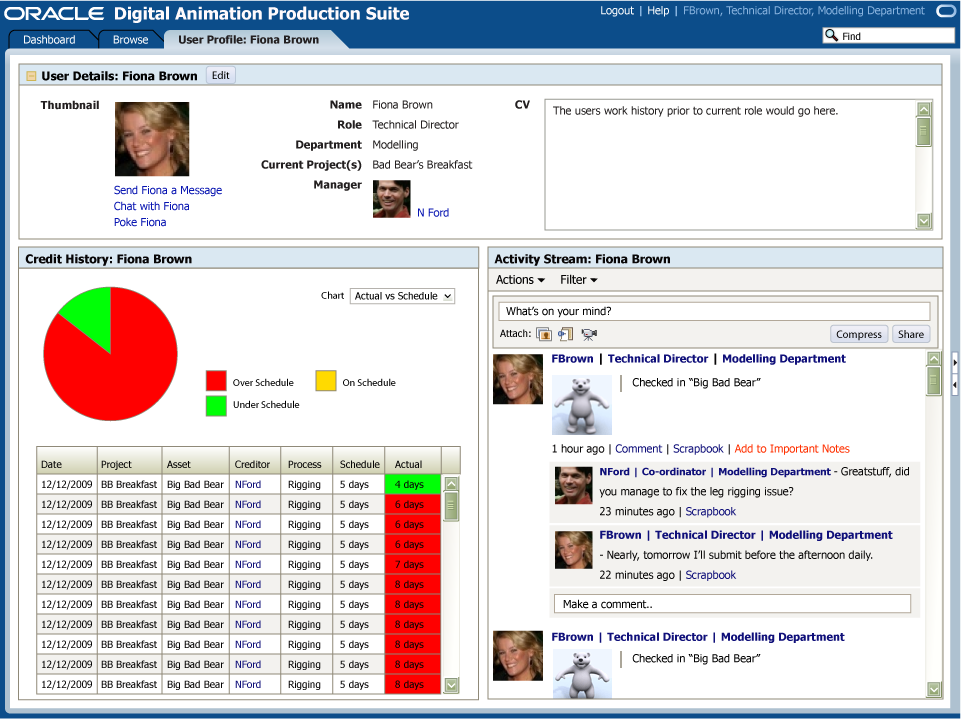 ORACLE Digital Animation Production Suite
Logout | Help | FBrown, Technical Director, Modelling Department
Dashboard Browse User Profile: Fiona Brown
Find
User Details: Fiona Brown Edit
Thumbnail
Send Fiona a Message
Chat with Fiona
Poke Fiona
Name Fiona Brown
Role Technical Director
Department Modelling
Current Project(s) Bad Bear's Breakfast
Manager
N Ford
CV
The users work history prior to current role would go here.
Credit History: Fiona Brown
Chart Actual vs Schedule
Over Schedule On Schedule
Under Schedule
Date Project Asset Creditor Process Schedule Actual
12/12/2009 BB Breakfast Big Bad Bear NFord Rigging 5 days 4 days
12/12/2009 BB Breakfast Big Bad Bear NFord Rigging 5 days 6 days
12/12/2009 BB Breakfast Big Bad Bear NFord Rigging 5 days 6 days
12/12/2009 BB Breakfast Big Bad Bear NFord Rigging 5 days 6 days
12/12/2009 BB Breakfast Big Bad Bear NFord Rigging 5 days 7 days
12/12/2009 BB Breakfast Big Bad Bear NFord Rigging 5 days 8 days
12/12/2009 BB Breakfast Big Bad Bear NFord Rigging 5 days 8 days
12/12/2009 BB Breakfast Big Bad Bear NFord Rigging 5 days 8 days
12/12/2009 BB Breakfast Big Bad Bear NFord Rigging 5 days 8 days
12/12/2009 BB Breakfast Big Bad Bear NFord Rigging 5 days 8 days
12/12/2009 BB Breakfast Big Bad Bear NFord Rigging 5 days 8 days
Activity Stream: Fiona Brown
Actions Filter
What's on your mind?
Attach: Compress Share
FBrown | Technical Director | Modelling Department
Checked in “Big Bad Bear”
1 hour ago | Comment | Scrapbook | Add to Important Notes
NFord | Co-ordinator | Modelling Department - Greatstuff, did
you manage to fix the leg rigging issue?
23 minutes ago | Scrapbook
FBrown | Technical Director | Modelling Department
- Nearly, tomorrow I'll submit before the afternoon daily.
22 minutes ago | Scrapbook
Make a comment..
FBrown | Technical Director | Modelling Department
Checked in “Big Bad Bear”